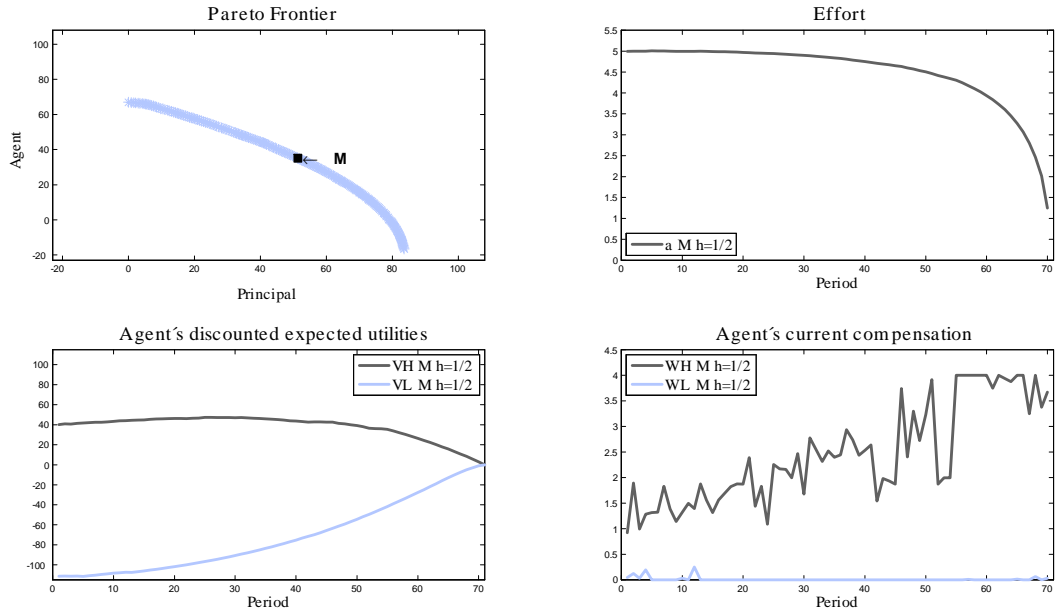 Pareto Frontier
100
80
60
40
20
0
-20
Agent
M
-20 0 20 40 60 80 100
Principal
Effort
5.5
5
4.5
4
3.5
3
2.5
2
1.5
1
0.5
0
a M h=1/2
0 10 20 30 40 50 60 70
Period
Agent´s discounted expected utilities
100
80
60
40
20
0
-20
-40
-60
-80
-100
VH M h=1/2
VL M h=1/2
0 10 20 30 40 50 60 70
Period
Agent´s current compensation
4.5
4
3.5
3
2.5
2
1.5
1
0.5
0
WH M h=1/2
WL M h=1/2
0 10 20 30 40 50 60 70
Period